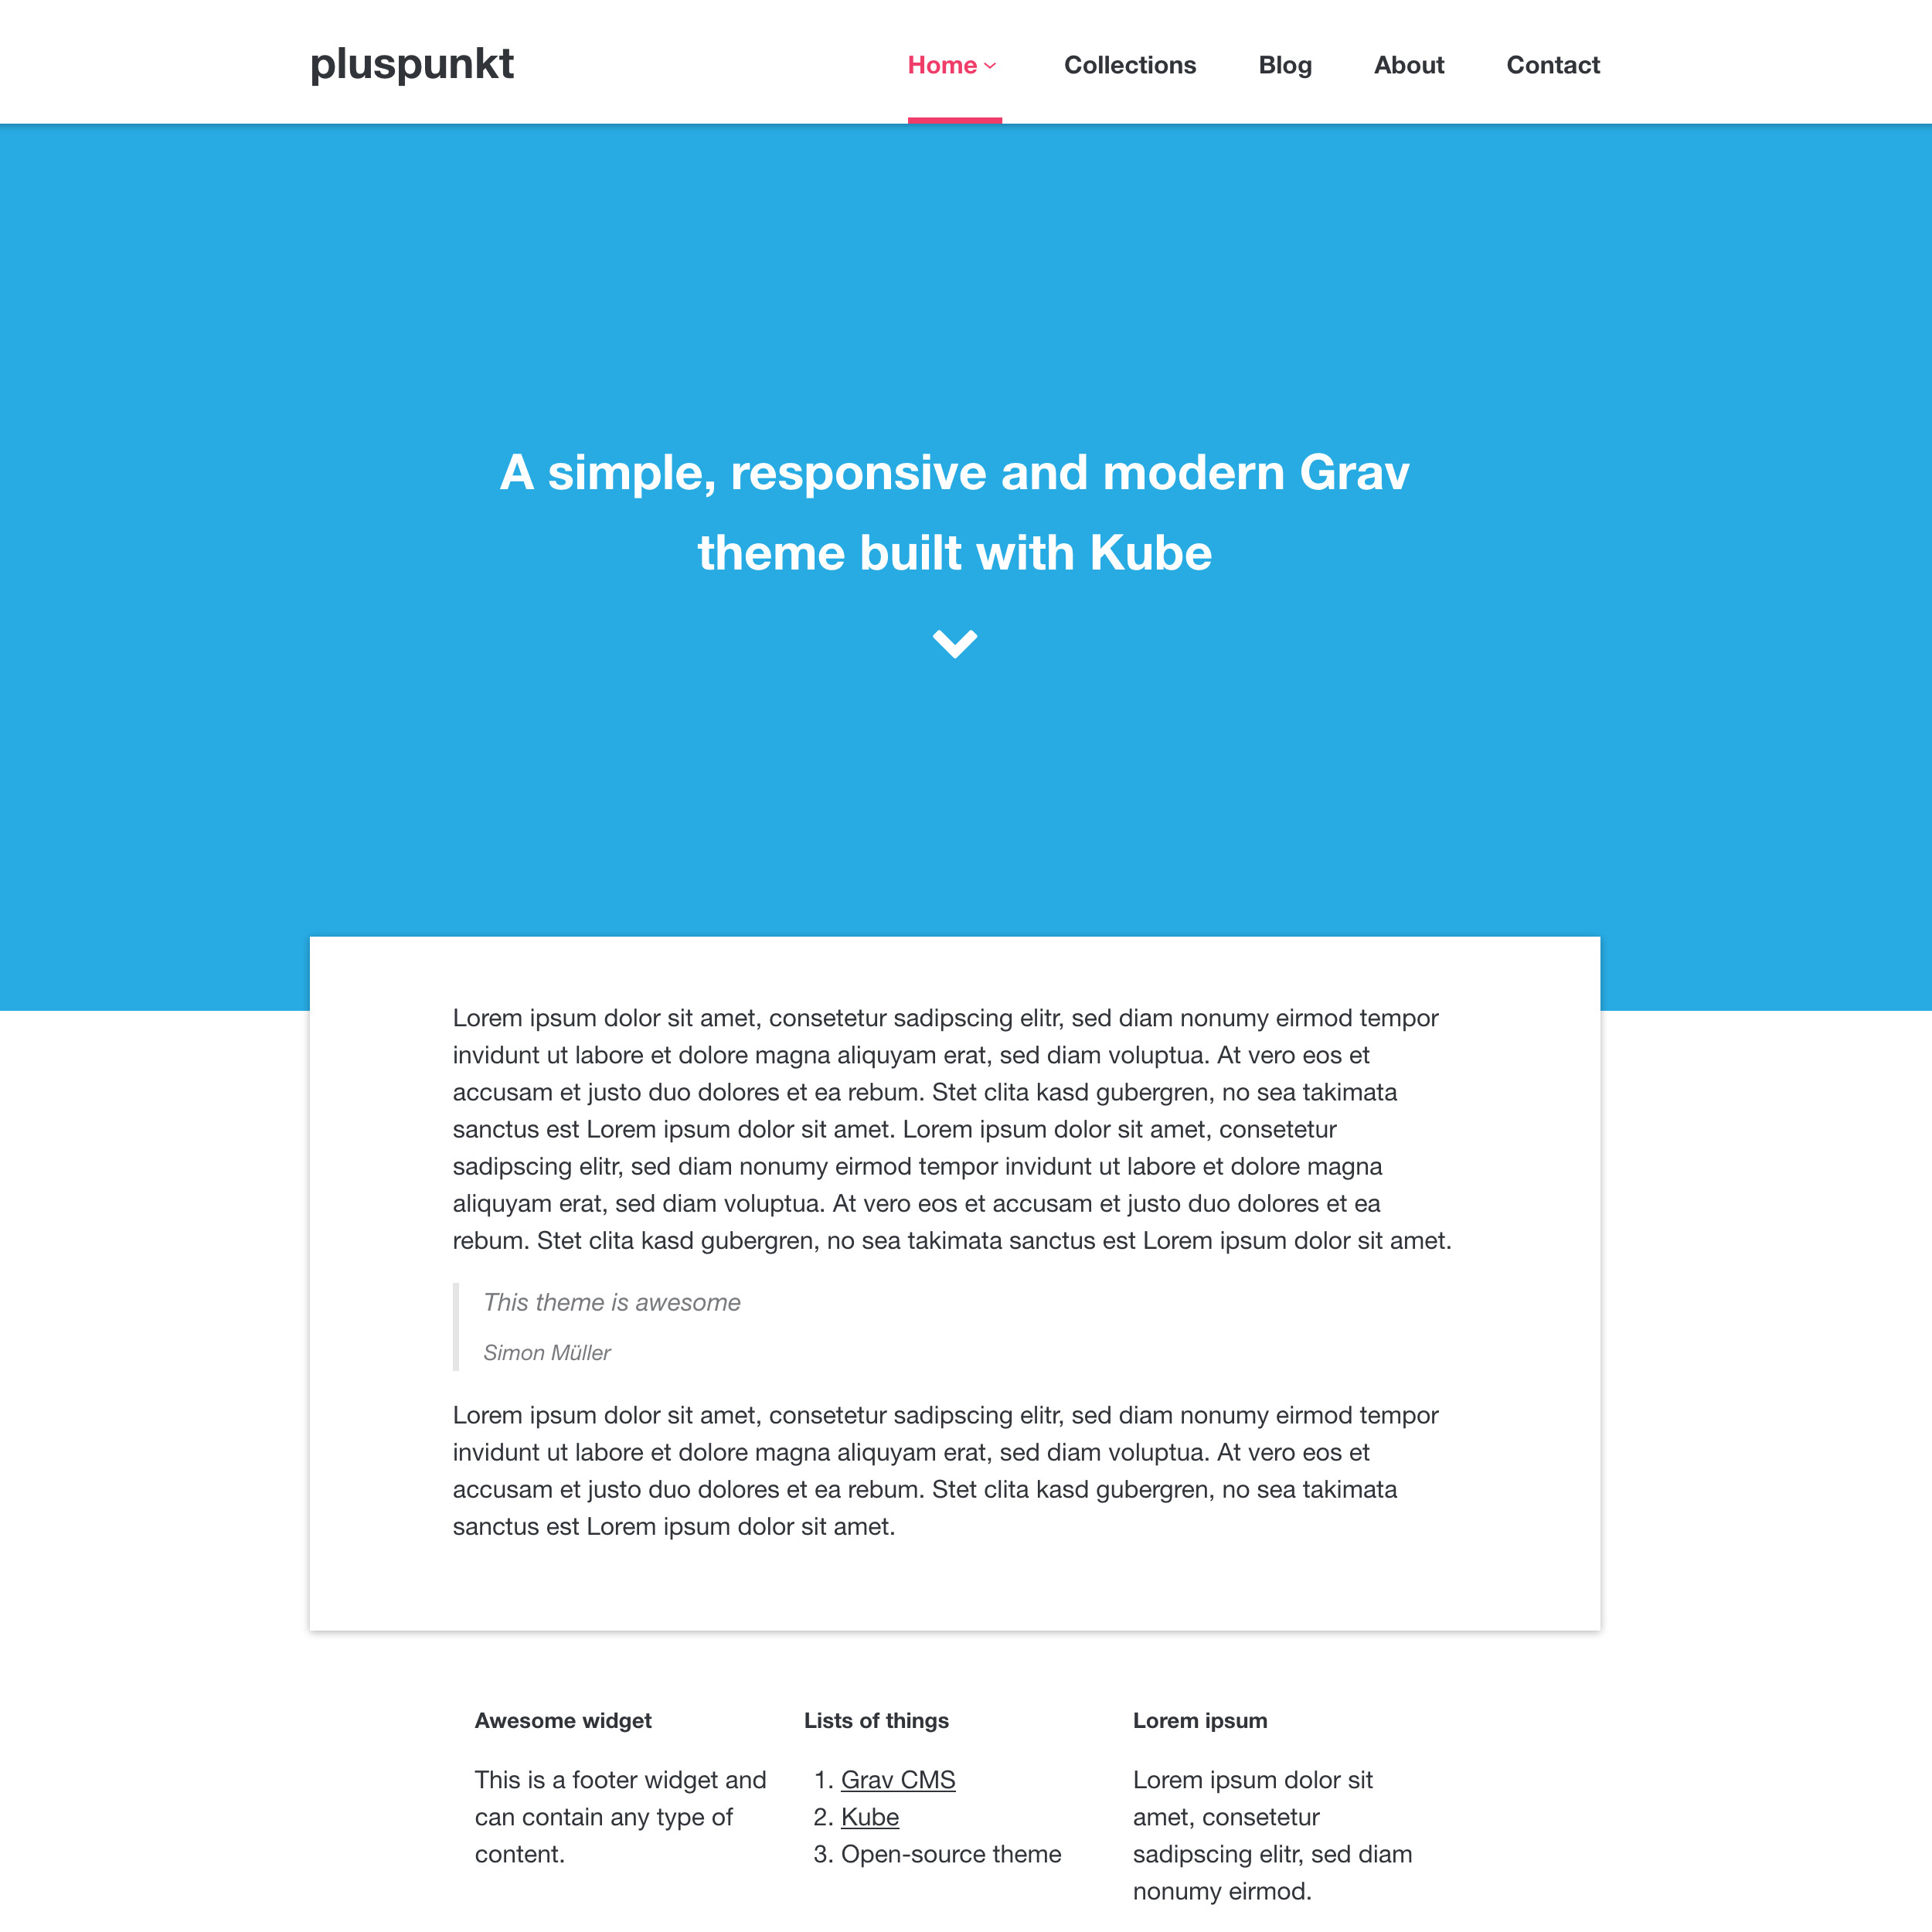 pluspunkt
Home
Collections
Blog
About
Contact
A simple, responsive and modern Grav
theme built with Kube
Lorem ipsum dolor sit amet, consetetur sadipscing elitr, sed diam nonumy eirmod tempor
invidunt ut labore et dolore magna aliquyam erat, sed diam voluptua. At vero eos et
accusam et justo duo dolores et ea rebum. Stet clita kasd gubergren, no sea takimata
sanctus est Lorem ipsum dolor sit amet. Lorem ipsum dolor sit amet, consetetur
sadipscing elitr, sed diam nonumy eirmod tempor invidunt ut labore et dolore magna
aliquyam erat, sed diam voluptua. At vero eos et accusam et justo duo dolores et ea
rebum. Stet clita kasd gubergren, no sea takimata sanctus est Lorem ipsum dolor sit amet.
This theme is awesome
Simon Müller
Lorem ipsum dolor sit amet, consetetur sadipscing elitr, sed diam nonumy eirmod tempor
invidunt ut labore et dolore magna aliquyam erat, sed diam voluptua. At vero eos et
accusam et justo duo dolores et ea rebum. Stet clita kasd gubergren, no sea takimata
sanctus est Lorem ipsum dolor sit amet.
Awesome widget
This is a footer widget and
can contain any type of
content.
Lists of things
1. Grav CMS
2. Kube
3. Open-source theme
Lorem ipsum
Lorem ipsum dolor sit
amet, consetetur
sadipscing elitr, sed diam
nonumy eirmod.